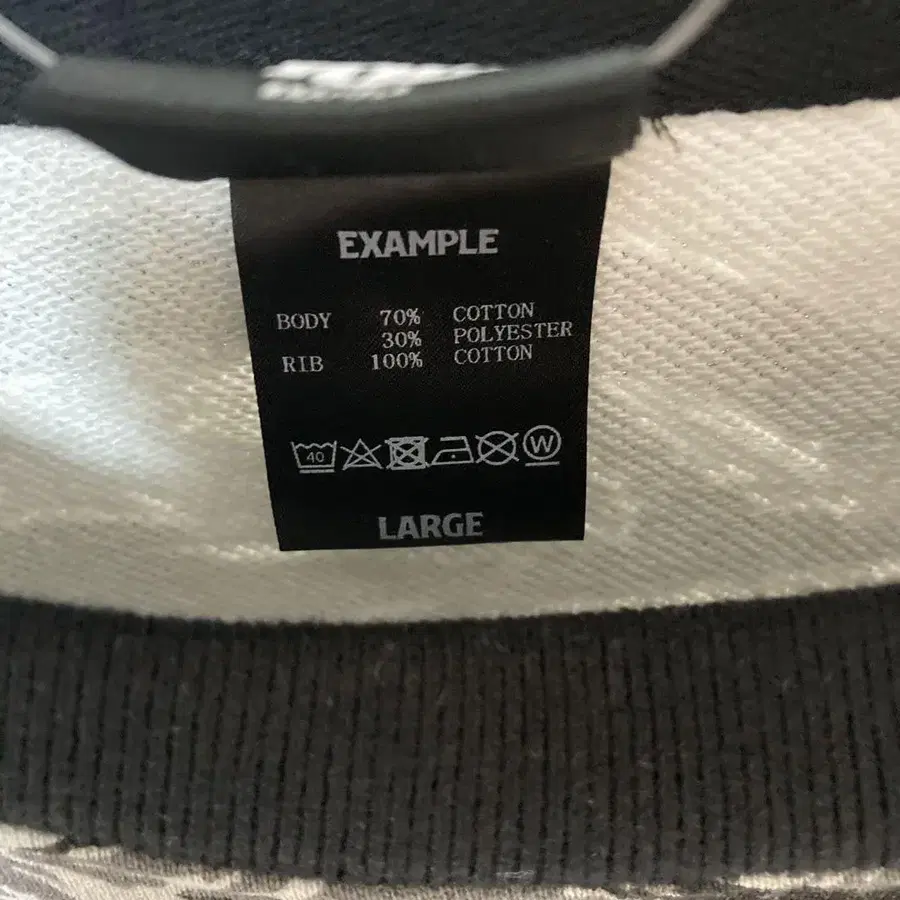 EXAMPLE
BODY 70% COTTON
30% POLYESTER
RIB 100% COTTON
40
W
LARGE